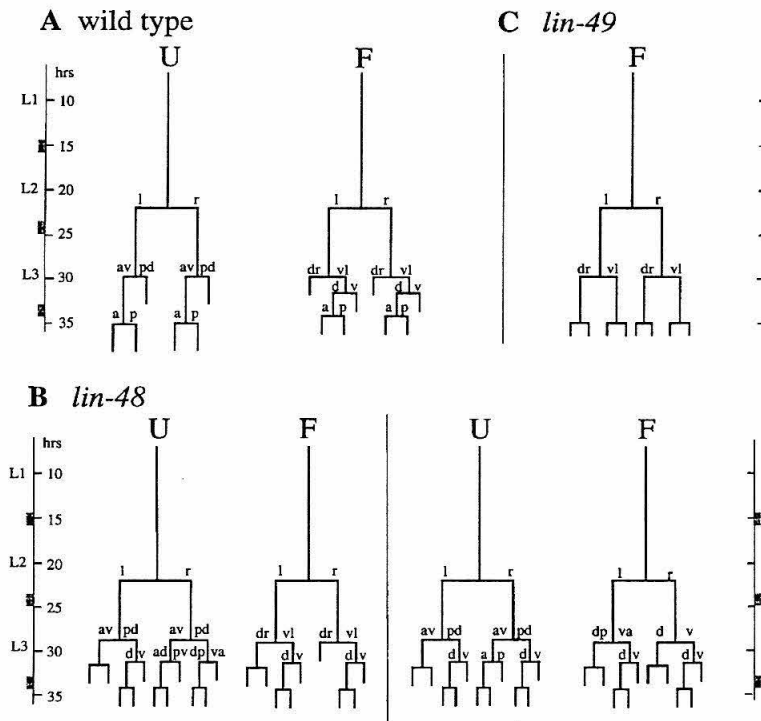 A wild type
C lin-49
U F F
hrs
L1 10
15
L2 20
25
L3 30
35
l r l r l r
av pd av pd dr vl dr vl dr vl dr vl
d v d v
a p a p a p a p
B lin-48
U F U F
hrs
L1 10
15
L2 20
25
L3 30
35
l r l r l r l r
av pd av pd dr vl dr vl av pd av pd dp va d v
d v ad pv dp va d v d v d v a p d v d v d v